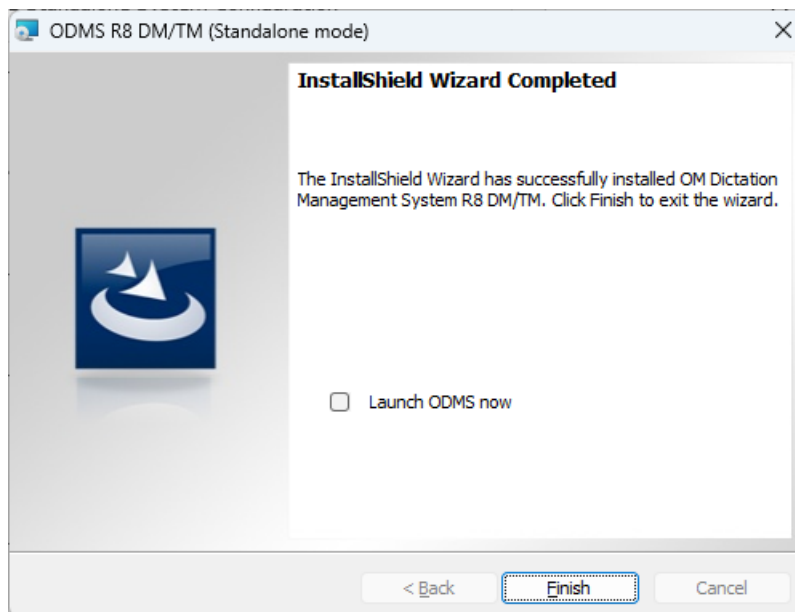 ODMS R8 DM/TM (Standalone mode)
InstallShield Wizard Completed
The InstallShield Wizard has successfully installed OM Dictation
Management System R8 DM/TM. Click Finish to exit the wizard.
Launch ODMS now
< Back
Finish
Cancel